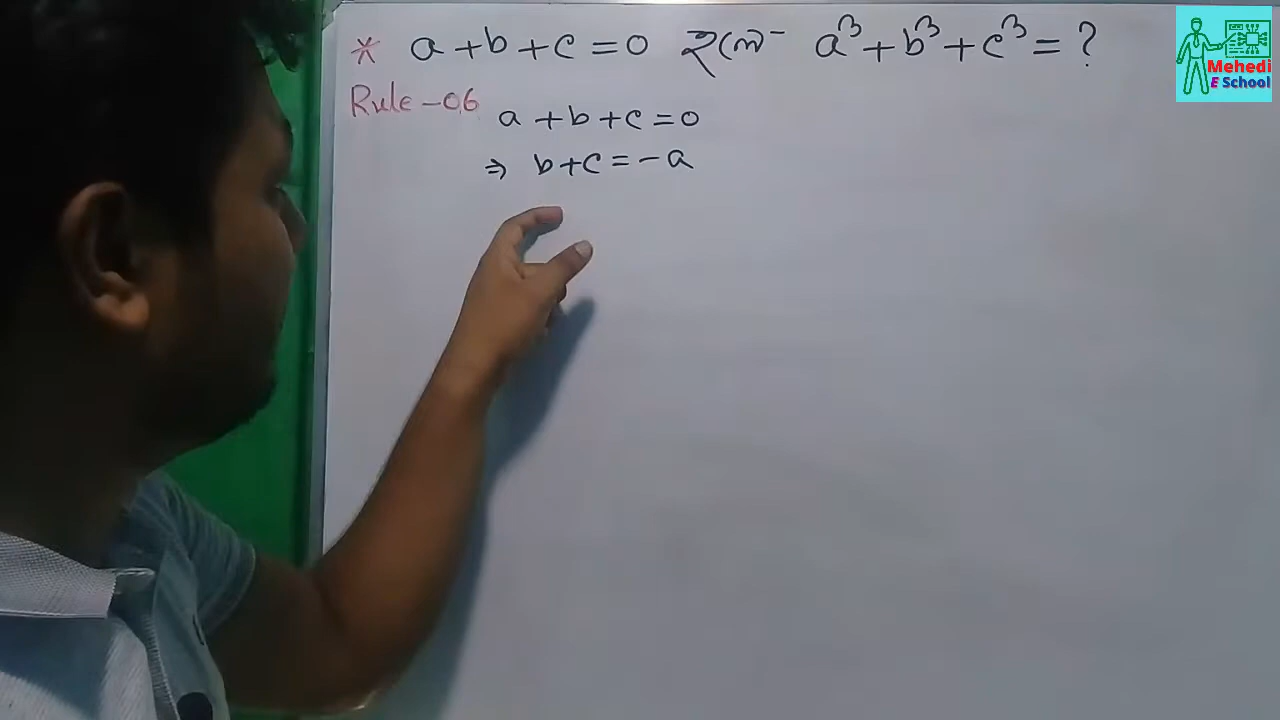 * a+b+c=0 হলে- a³+b³+c³=?
Rule-06
a+b+c=0
⇒ b+c=-a
Mehedi
E School